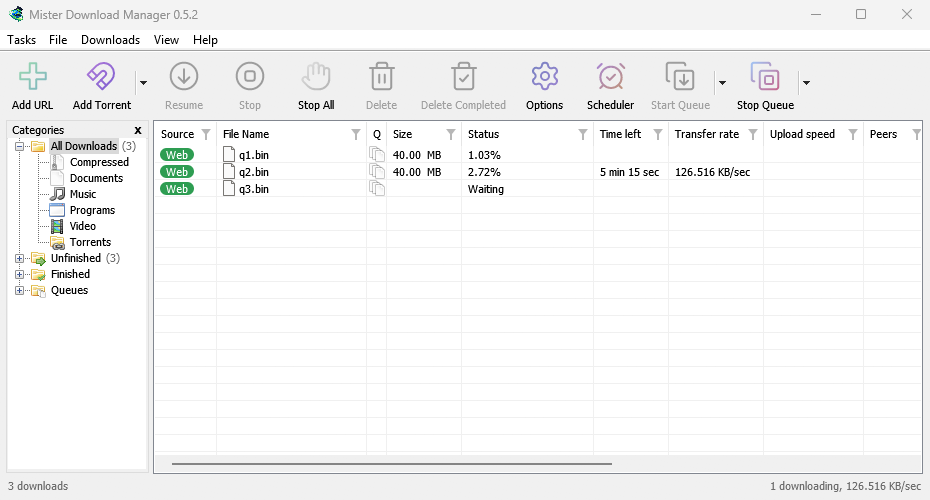 Mister Download Manager 0.5.2
Tasks File Downloads View Help
Add URL Add Torrent Resume Stop Stop All Delete Delete Completed Options Scheduler Start Queue Stop Queue
Categories x
All Downloads (3)
Compressed
Documents
Music
Programs
Video
Torrents
Unfinished (3)
Finished
Queues
Source File Name Q Size Status Time left Transfer rate Upload speed Peers
Web q1.bin 40.00 MB 1.03%
Web q2.bin 40.00 MB 2.72% 5 min 15 sec 126.516 KB/sec
Web q3.bin Waiting
3 downloads 1 downloading, 126.516 KB/sec